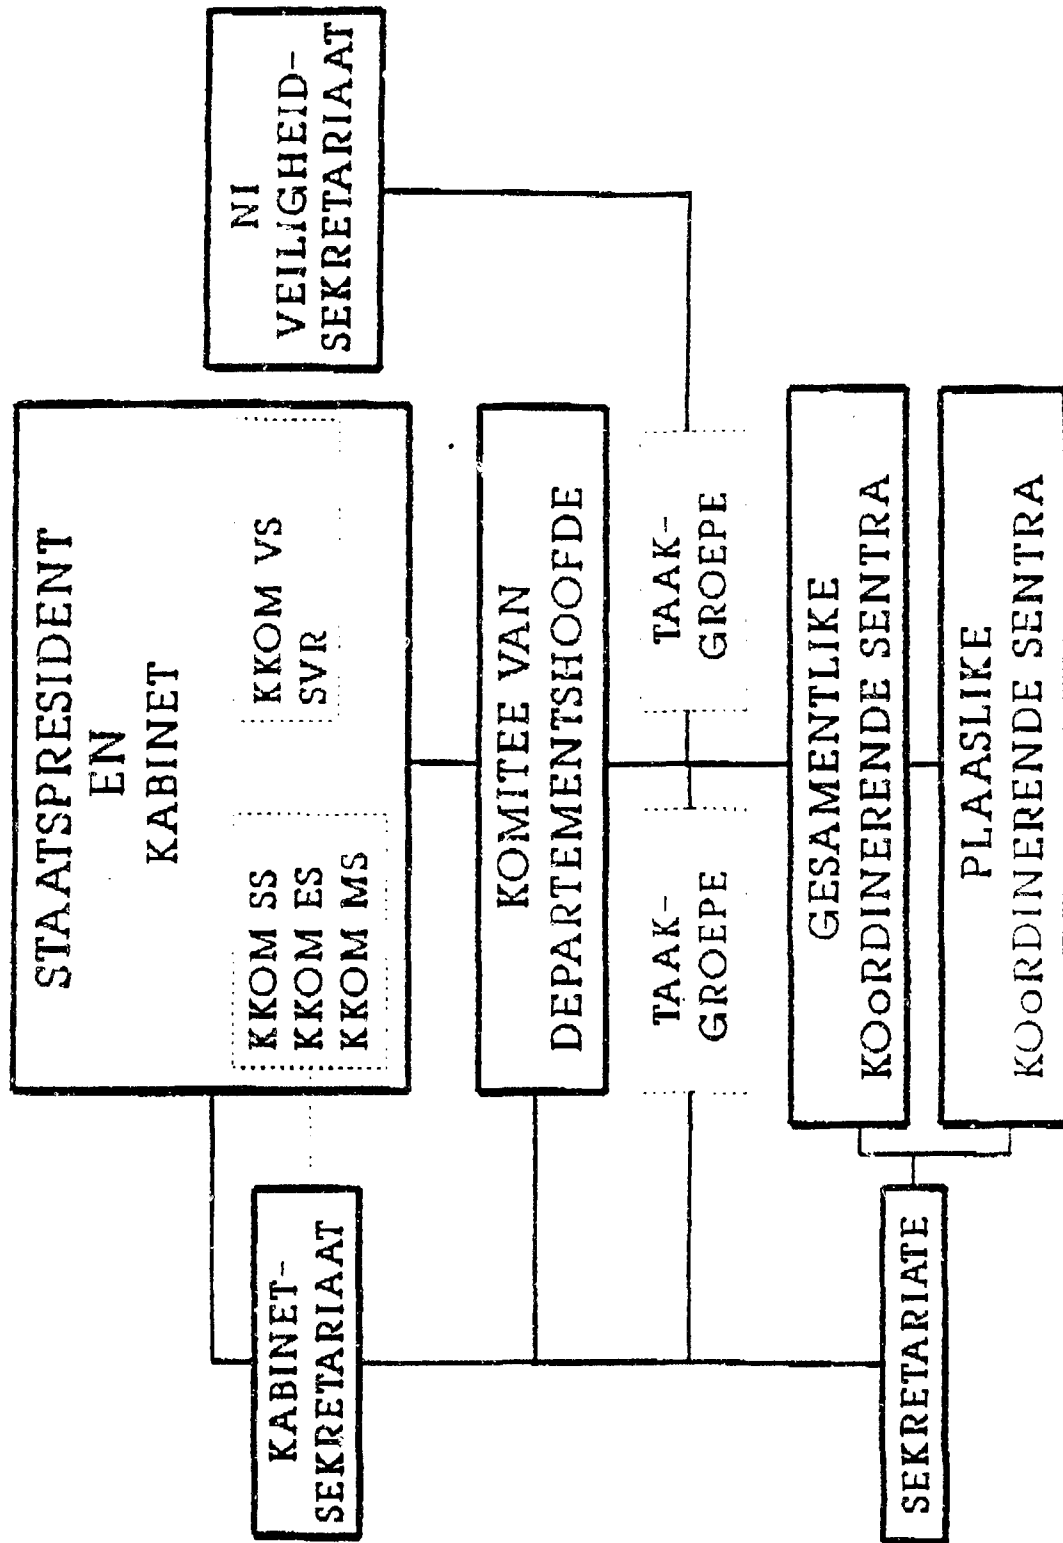 STAATSPRESIDENT
EN
KABINET
KKOM SS
KKOM ES
KKOM MS
KKOM VS
SVR
KABINET-
SEKRETARIAAT
NI
VEILIGHEID-
SEKRETARIAAT
KOMITEE VAN
DEPARTEMENTSHOOFDE
TAAK-
GROEPE
TAAK-
GROEPE
GESAMENTLIKE
KOORDINERENDE SENTRA
SEKRETARIATE
PLAASLIKE
KOORDINERENDE SENTRA